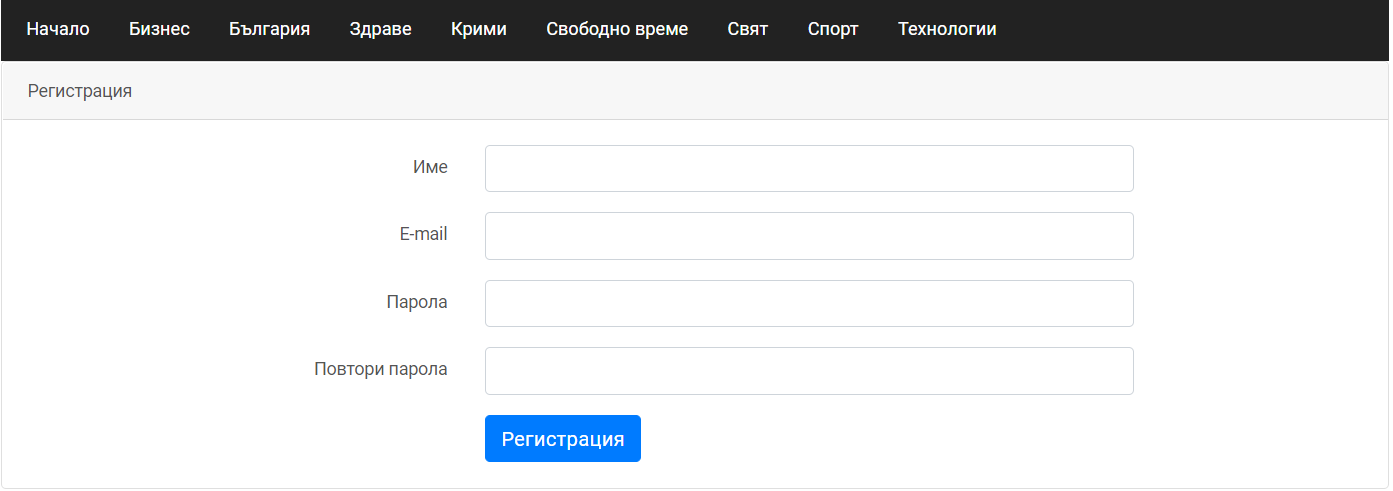 Начало Бизнес България Здраве Крими Свободно време Свят Спорт Технологии
Регистрация
Име
E-mail
Парола
Повтори парола
Регистрация